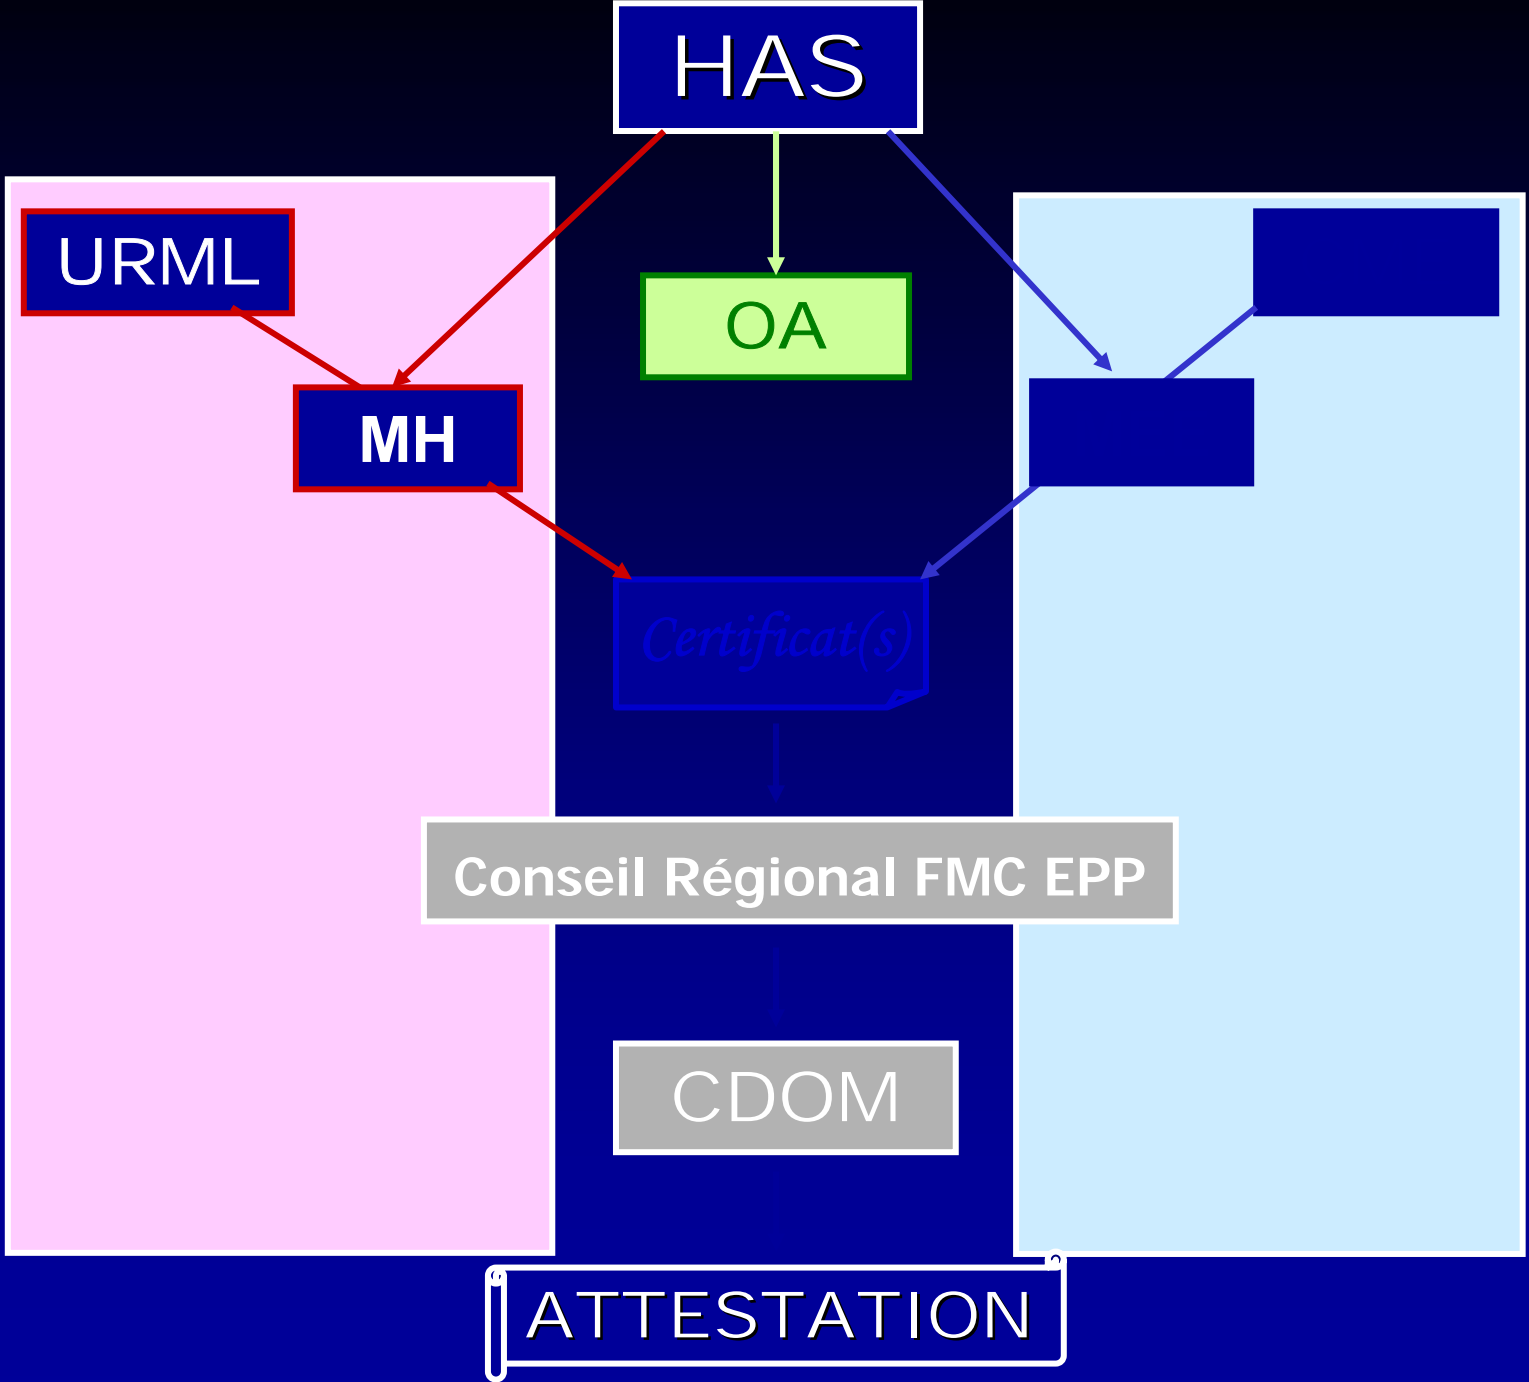 HAS
URML
OA
MH
Certificat(s)
Conseil Régional FMC EPP
CDOM
ATTESTATION